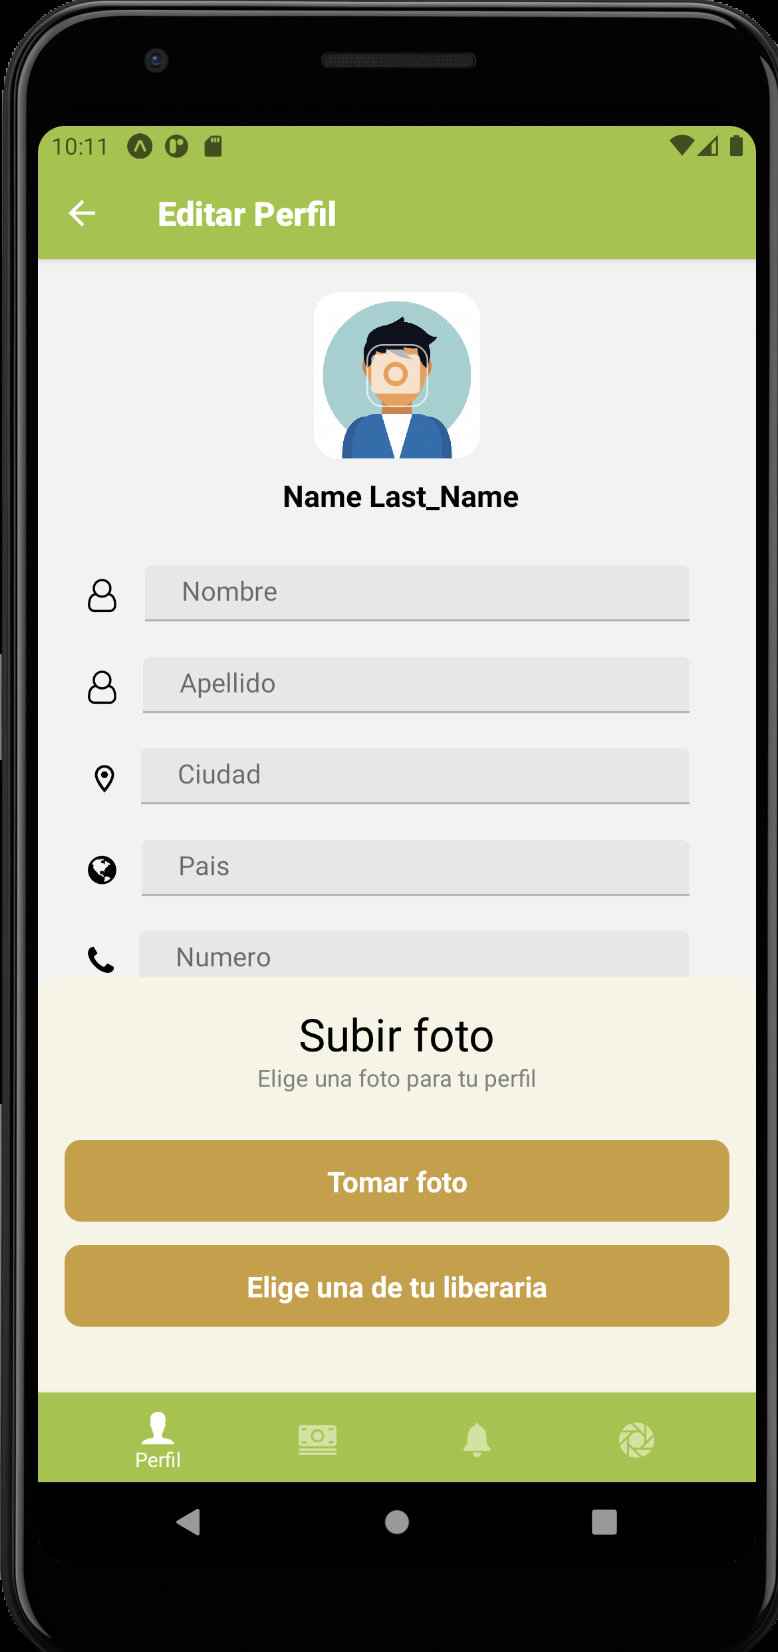 10:11
Editar Perfil
Name Last_Name
Nombre
Apellido
Ciudad
Pais
Numero
Subir foto
Elige una foto para tu perfil
Tomar foto
Elige una de tu liberaria
Perfil